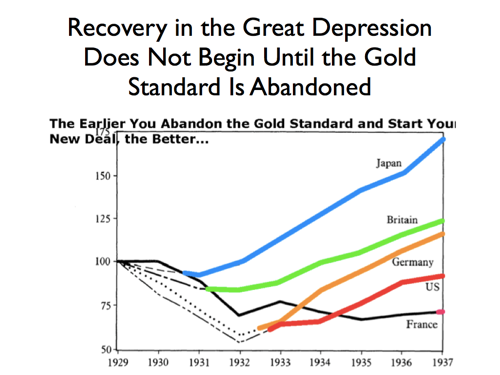 Recovery in the Great Depression
Does Not Begin Until the Gold
Standard Is Abandoned
The Earlier You Abandon the Gold Standard and Start Your
New Deal, the Better...
175
150
125
100
75
50
Japan
Britain
Germany
US
France
1929 1930 1931 1932 1933 1934 1935 1936 1937